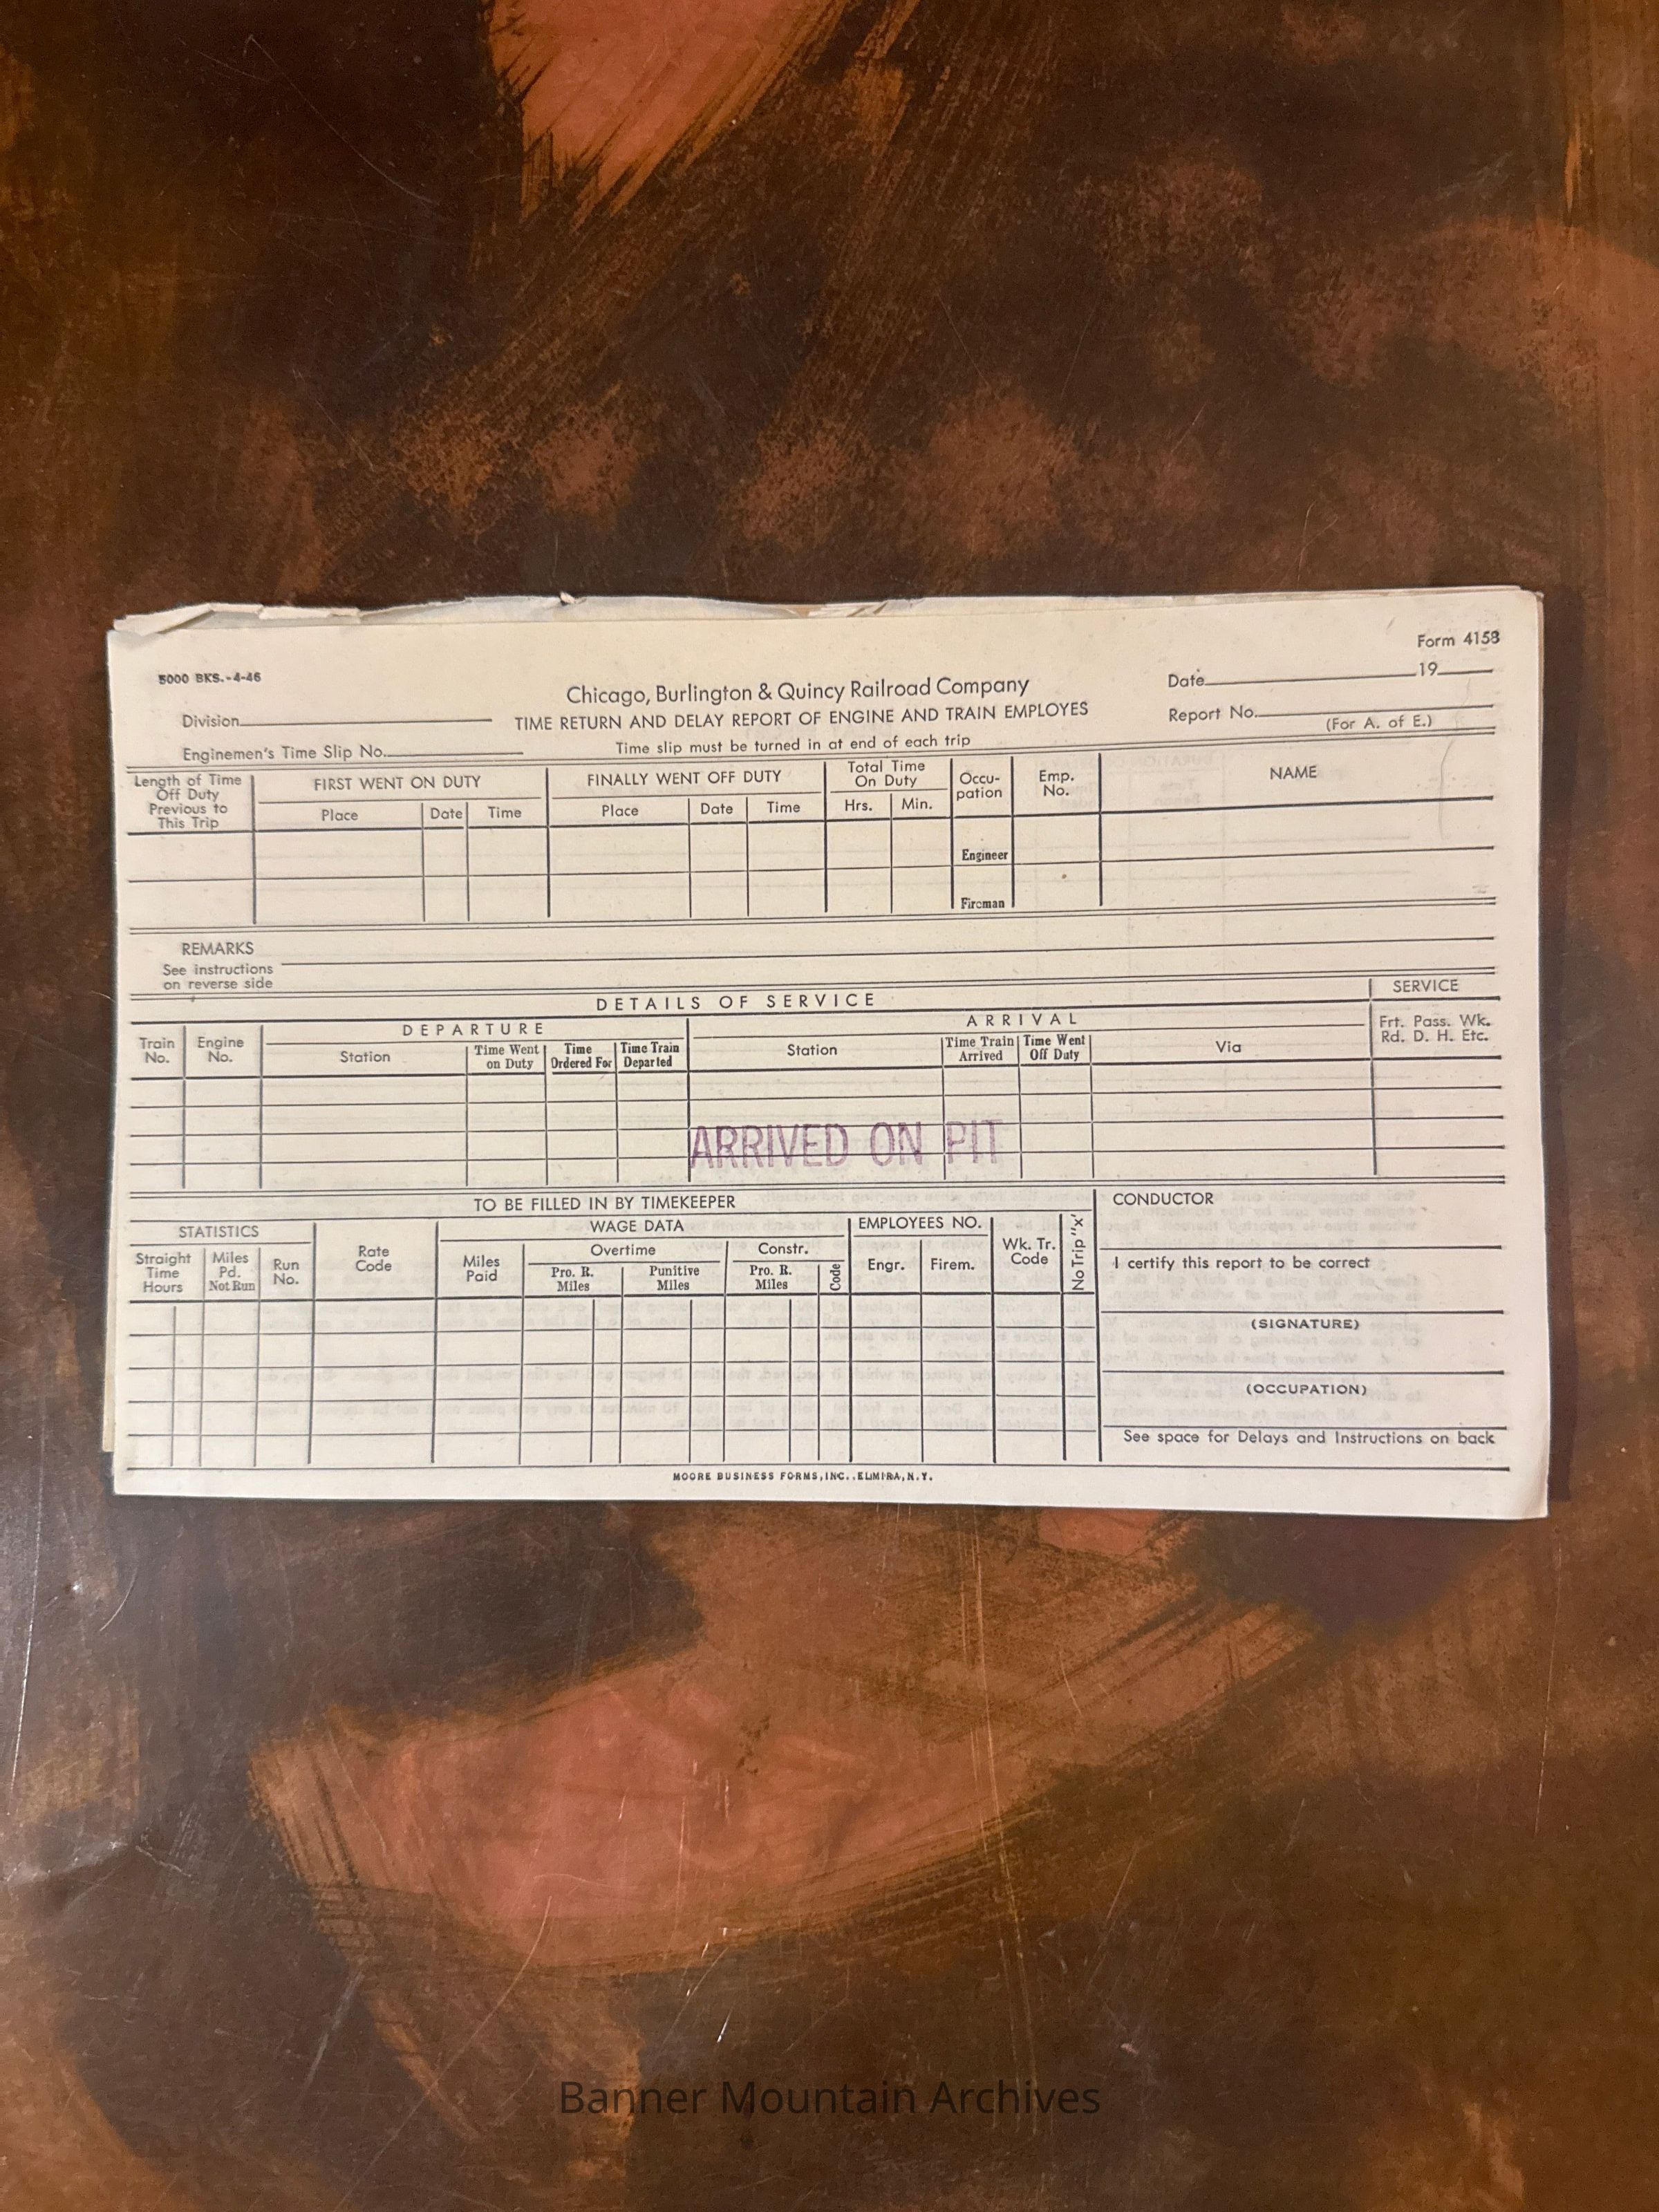 Form 4158
5000 BKS.-4-46
Date 19
Chicago, Burlington & Quincy Railroad Company
Division
TIME RETURN AND DELAY REPORT OF ENGINE AND TRAIN EMPLOYES
Report No.
(For A. of E.)
Enginemen's Time Slip No.
Time slip must be turned in at end of each trip
Length of Time Off Duty Previous to This Trip
FIRST WENT ON DUTY
Place Date Time
FINALLY WENT OFF DUTY
Place Date Time
Total Time On Duty
Hrs. Min.
Occu-pation
Emp. No.
NAME
Engineer
Fireman
REMARKS
See instructions
on reverse side
DETAILS OF SERVICE
SERVICE
Train No.
Engine No.
DEPARTURE
Station
Time Went on Duty
Time Ordered For
Time Train Departed
ARRIVAL
Station
Time Train Arrived
Time Went Off Duty
Via
Frt. Pass. Wk.
Rd. D. H. Etc.
ARRIVED ON PIT
TO BE FILLED IN BY TIMEKEEPER
STATISTICS
Straight Time Hours
Miles Pd. Not Run
Run No.
Rate Code
WAGE DATA
Miles Paid
Overtime
Pro. R. Miles
Punitive Miles
Constr.
Pro. R. Miles
Code
EMPLOYEES NO.
Engr. Firem.
Wk. Tr. Code
No Trip "x"
CONDUCTOR
I certify this report to be correct
(SIGNATURE)
(OCCUPATION)
See space for Delays and Instructions on back
MOORE BUSINESS FORMS, INC., ELMIRA, N. Y.
Banner Mountain Archives